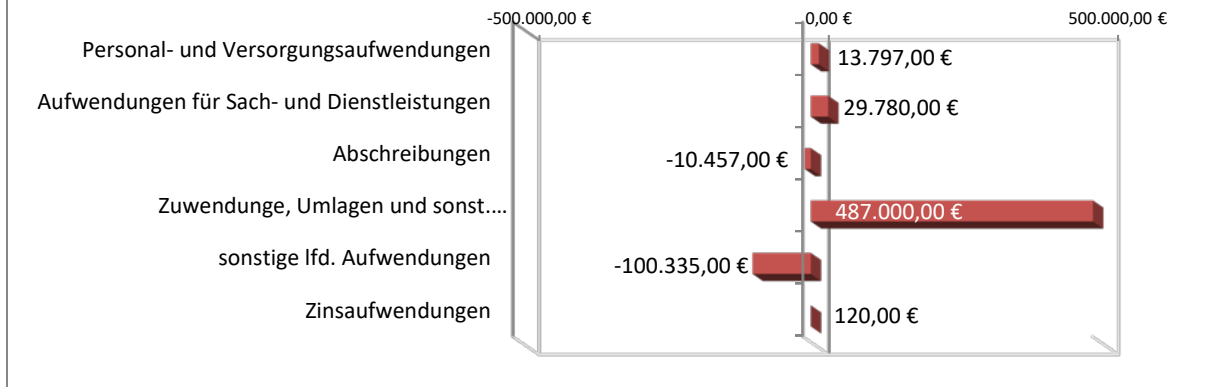 -500.000,00 € 0,00 € 500.000,00 €
Personal- und Versorgungsaufwendungen 13.797,00 €
Aufwendungen für Sach- und Dienstleistungen 29.780,00 €
Abschreibungen -10.457,00 €
Zuwendunge, Umlagen und sonst.... 487.000,00 €
sonstige lfd. Aufwendungen -100.335,00 €
Zinsaufwendungen 120,00 €